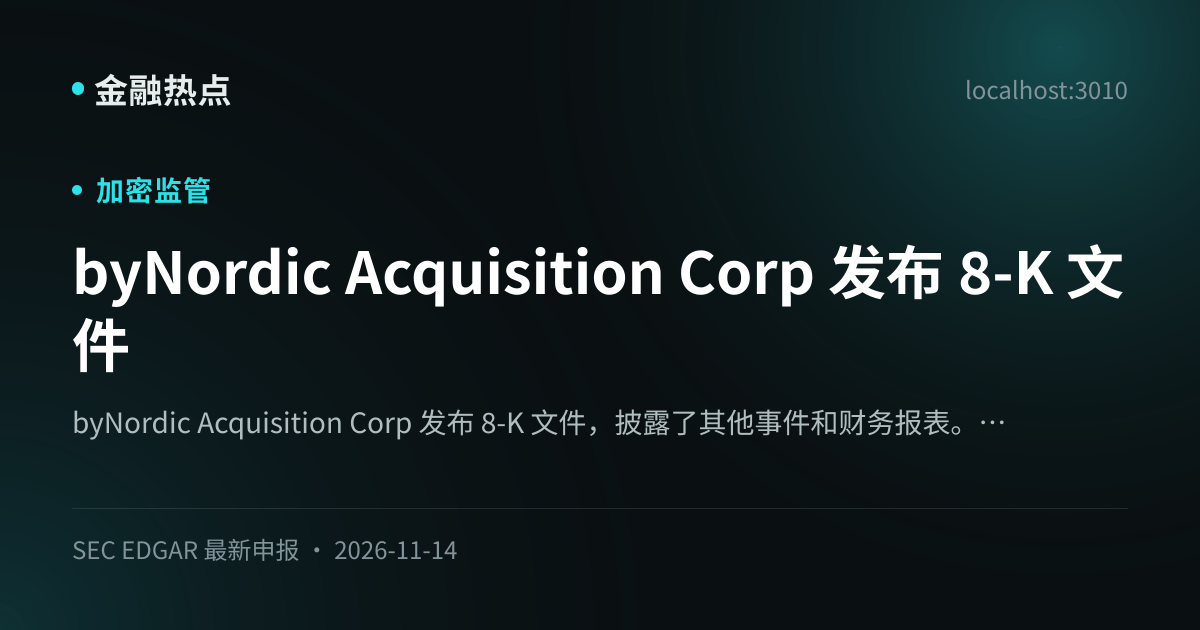 金融热点
localhost:3010
加密监管
byNordic Acquisition Corp 发布 8-K 文
件
byNordic Acquisition Corp 发布 8-K 文件，披露了其他事件和财务报表。…
SEC EDGAR 最新申报 • 2026-11-14